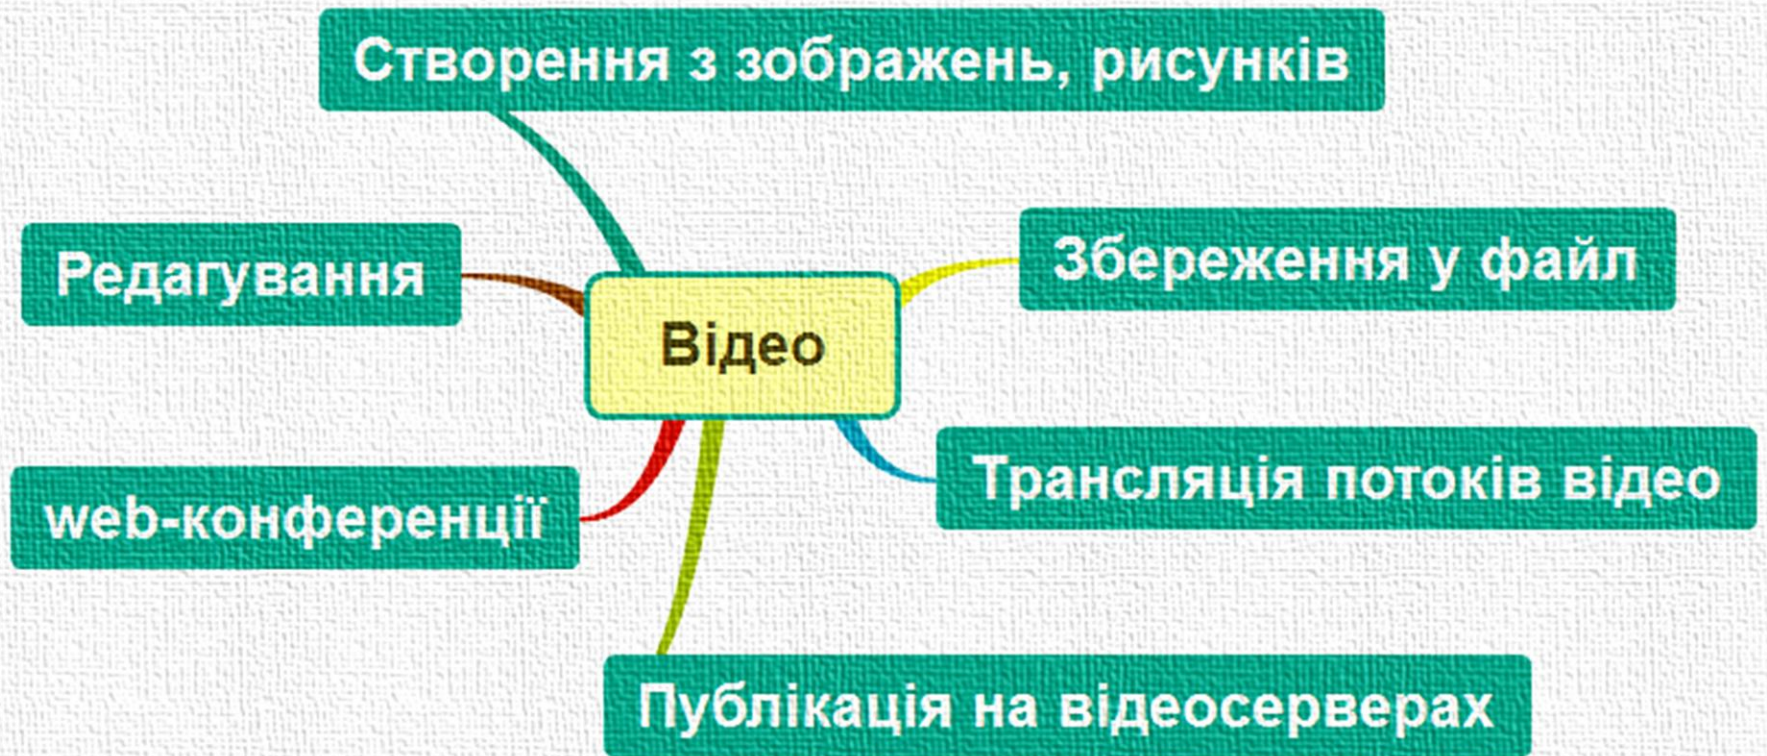 Створення з зображень, рисунків
Редагування
Збереження у файл
Відео
web-конференції
Трансляція потоків відео
Публікація на відеосерверах